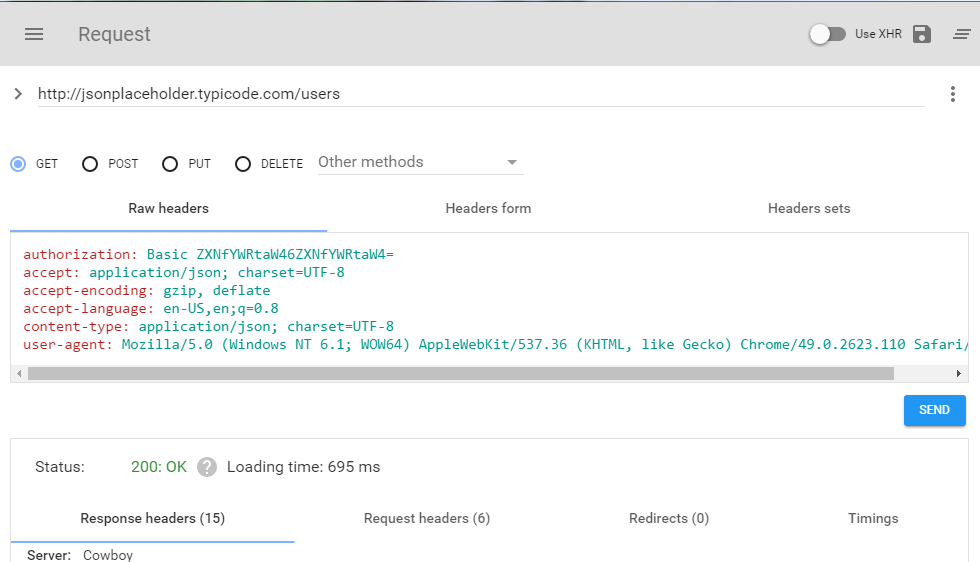 Request
Use XHR
http://jsonplaceholder.typicode.com/users
GET POST PUT DELETE Other methods
Raw headers Headers form Headers sets
authorization: Basic ZXNfYWRtaW46ZXNfYWRtaW4=
accept: application/json; charset=UTF-8
accept-encoding: gzip, deflate
accept-language: en-US,en;q=0.8
content-type: application/json; charset=UTF-8
user-agent: Mozilla/5.0 (Windows NT 6.1; WOW64) AppleWebKit/537.36 (KHTML, like Gecko) Chrome/49.0.2623.110 Safari/
SEND
Status: 200: OK ? Loading time: 695 ms
Response headers (15) Request headers (6) Redirects (0) Timings
Server: Cowboy